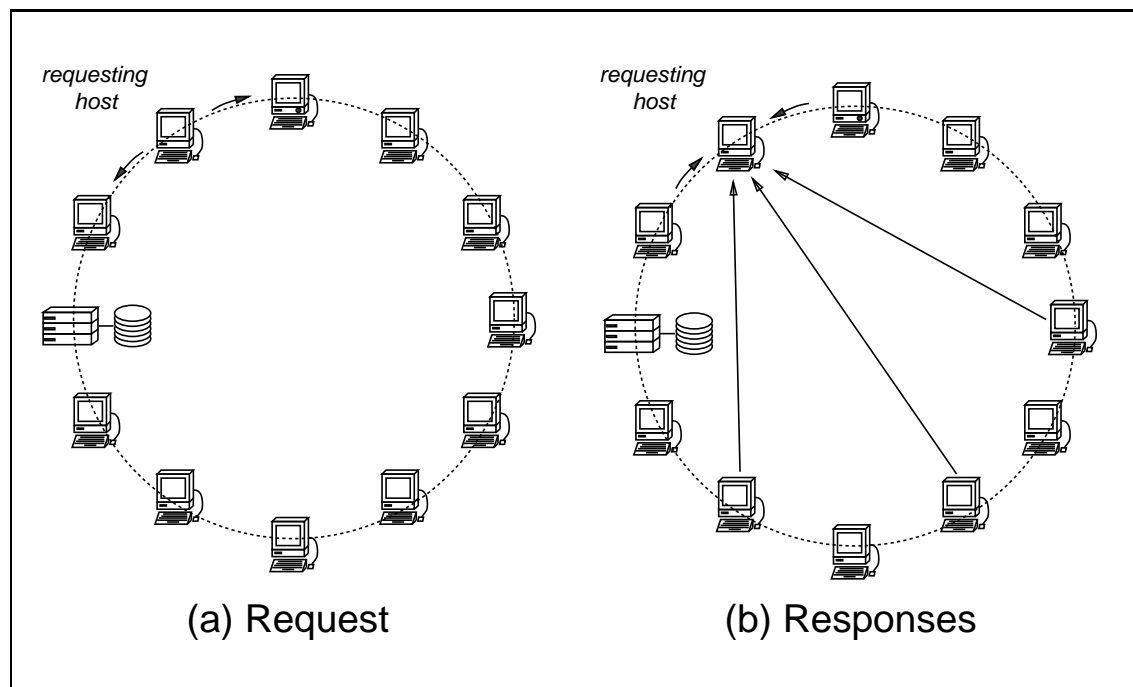 requesting
host
(a) Request
requesting
host
(b) Responses